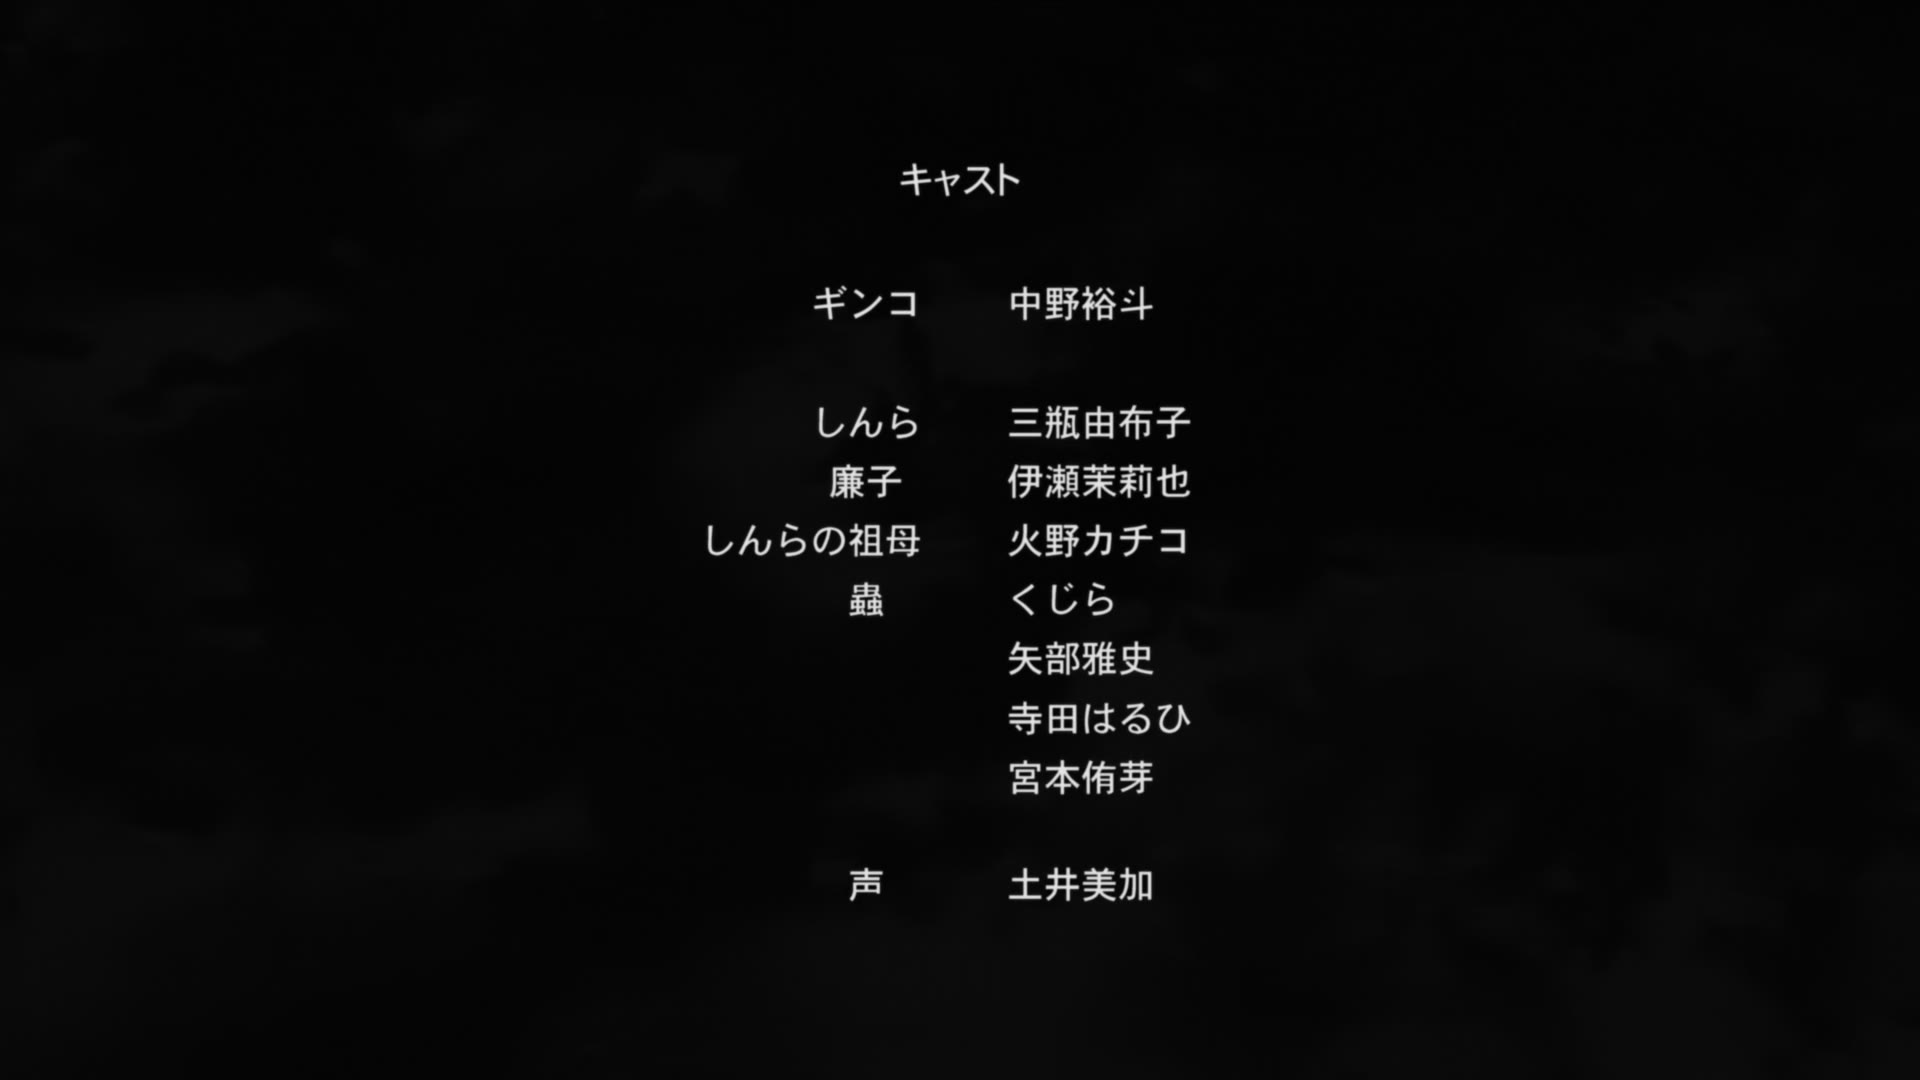 キャスト
ギンコ 中野裕斗
しんら 三瓶由布子
廉子 伊瀬茉莉也
しんらの祖母 火野カチコ
蟲 くじら
矢部雅史
寺田はるひ
宮本侑芽
声 土井美加